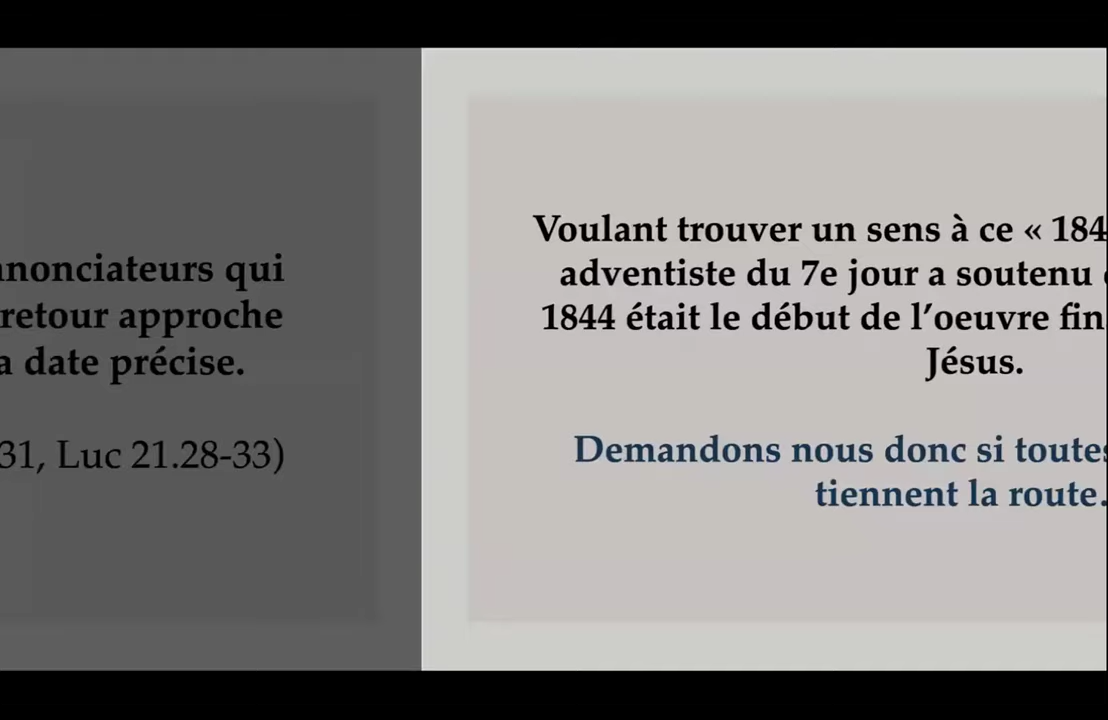 nnonciateurs qui
retour approche
a date précise.
31, Luc 21.28-33)
Voulant trouver un sens à ce « 184
adventiste du 7e jour a soutenu
1844 était le début de l’oeuvre fin
Jésus.
Demandons nous donc si toutes
tiennent la route.